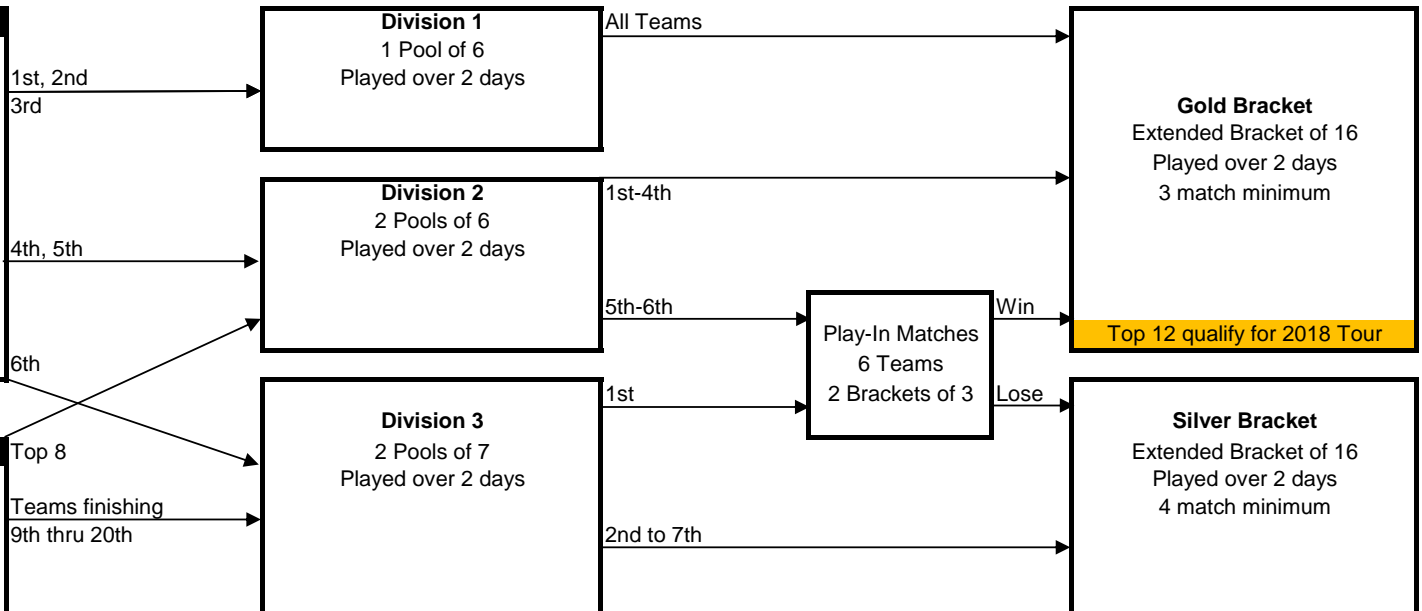 1st, 2nd
3rd
4th, 5th
6th
Top 8
Teams finishing
9th thru 20th
Division 1
1 Pool of 6
Played over 2 days
Division 2
2 Pools of 6
Played over 2 days
Division 3
2 Pools of 7
Played over 2 days
All Teams
1st-4th
5th-6th
1st
2nd to 7th
Play-In Matches
6 Teams
2 Brackets of 3
Win
Lose
Gold Bracket
Extended Bracket of 16
Played over 2 days
3 match minimum
Top 12 qualify for 2018 Tour
Silver Bracket
Extended Bracket of 16
Played over 2 days
4 match minimum